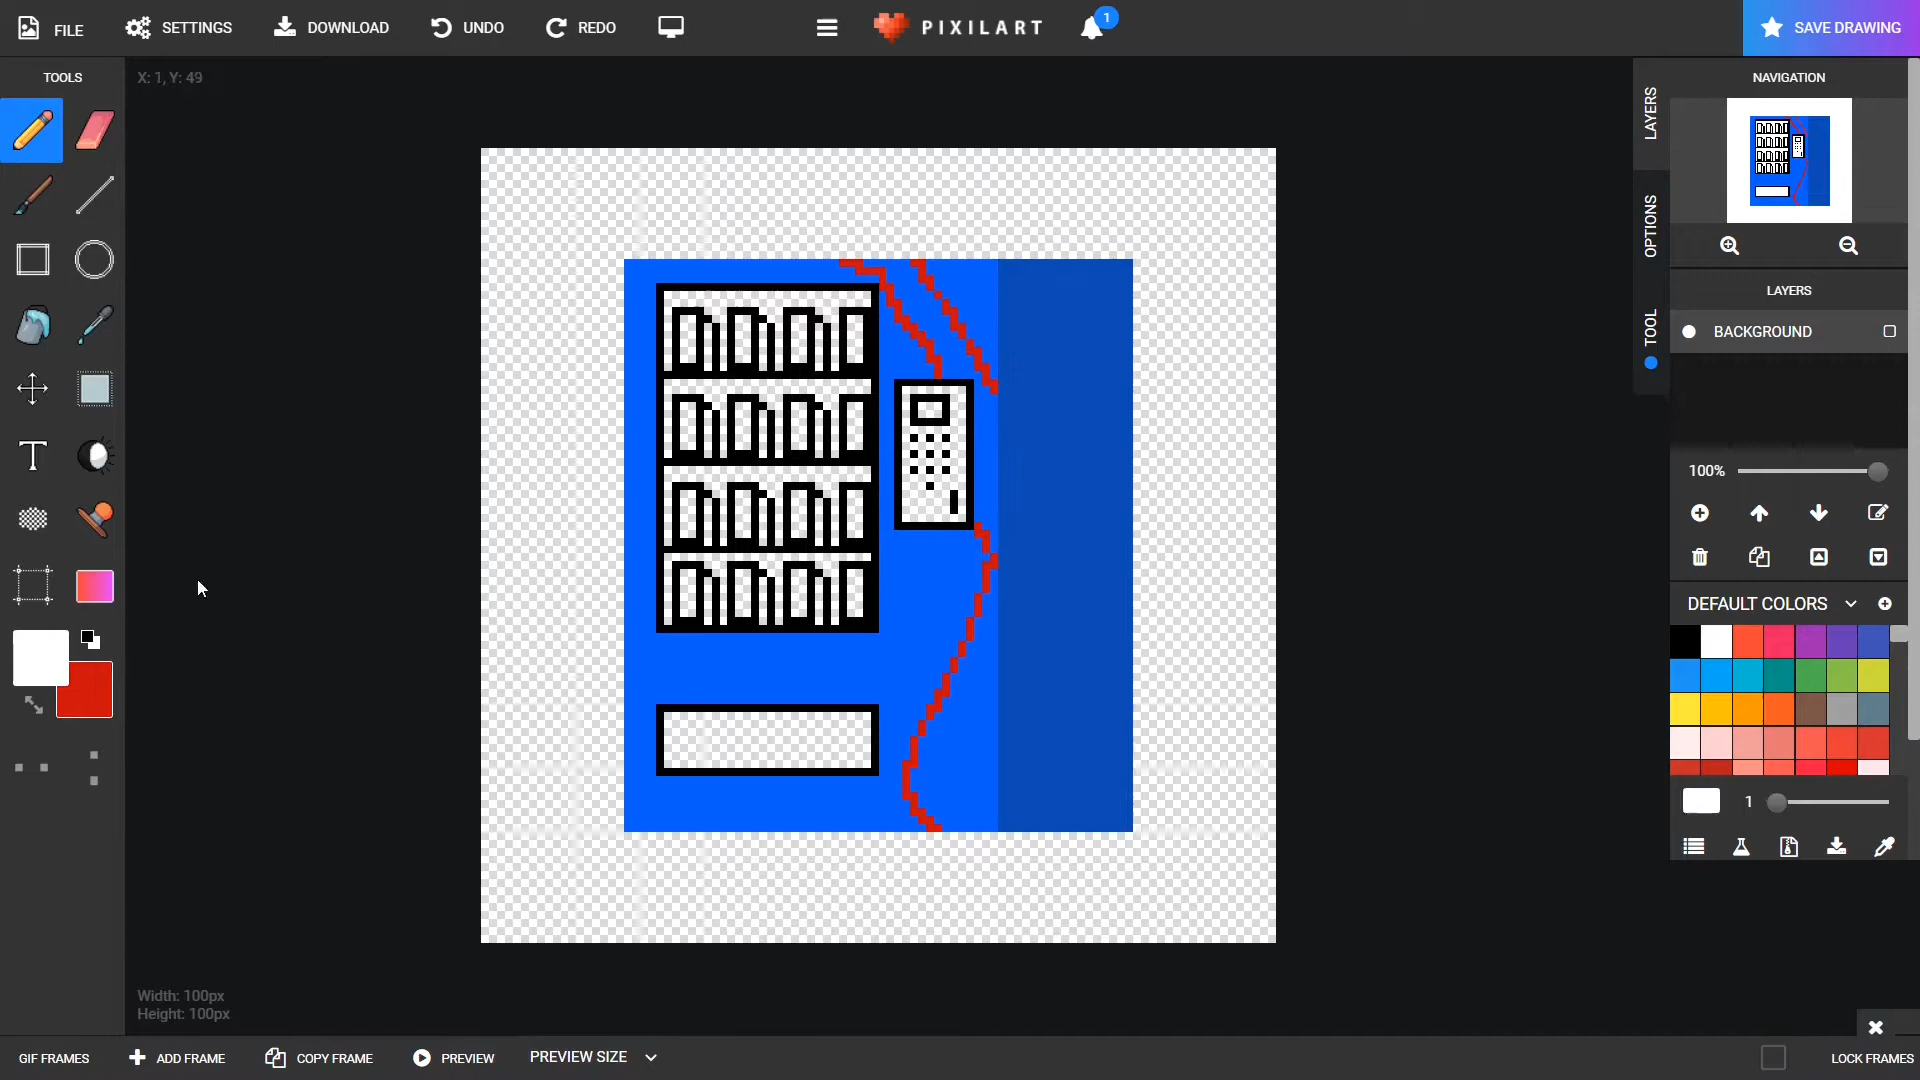 FILE
SETTINGS
DOWNLOAD
UNDO
REDO
PIXILART
1
SAVE DRAWING
TOOLS
X: 1, Y: 49
LAYERS
OPTIONS
TOOL
NAVIGATION
LAYERS
BACKGROUND
100%
DEFAULT COLORS
1
Width: 100px
Height: 100px
GIF FRAMES
ADD FRAME
COPY FRAME
PREVIEW
PREVIEW SIZE
LOCK FRAMES